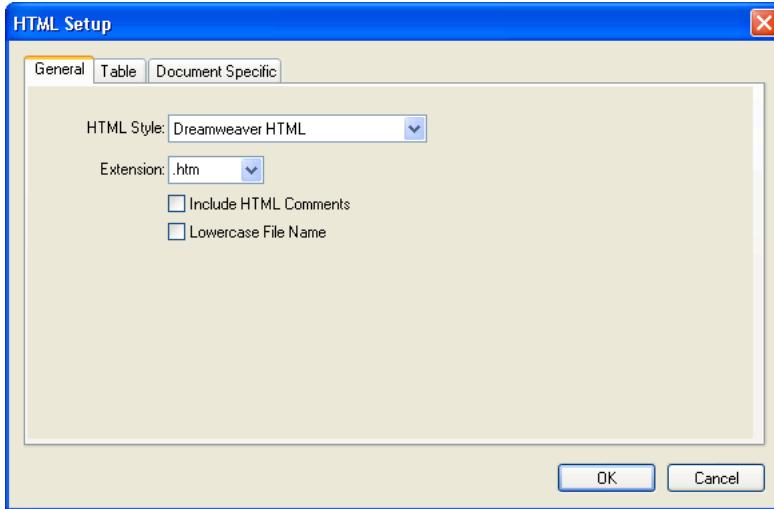 HTML Setup
General Table Document Specific
HTML Style: Dreamweaver HTML
Extension: .htm
Include HTML Comments
Lowercase File Name
OK Cancel